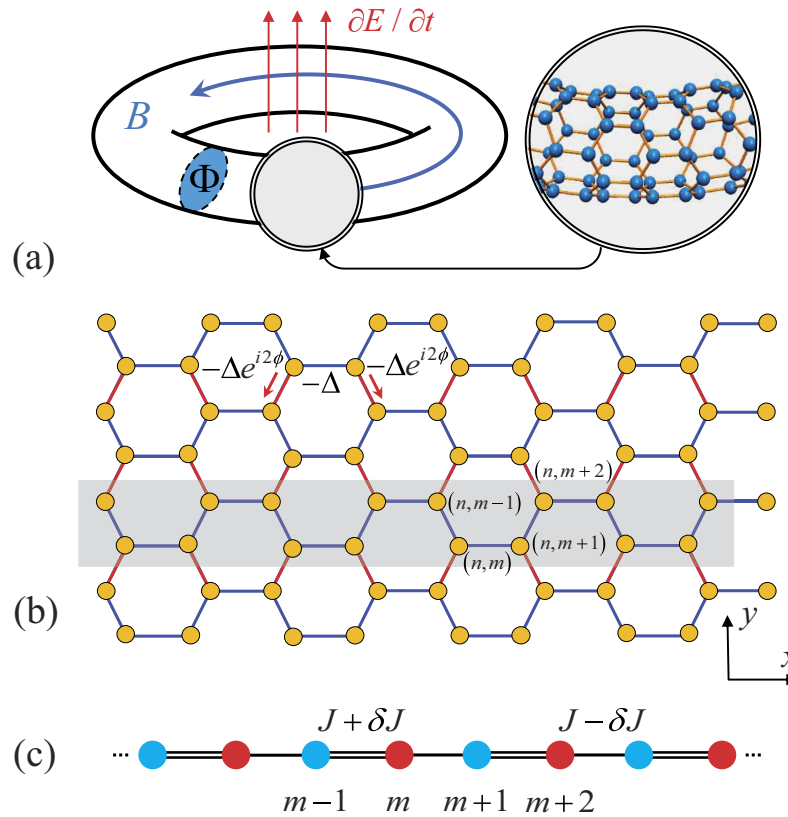 ∂E / ∂t
B
Φ
(a)
−Δe^{i2ϕ}
−Δ
−Δe^{i2ϕ}
(n,m+2)
(n,m−1)
(n,m)
(n,m+1)
(b)
y
x
J+δJ
J−δJ
(c)
...
...
m−1
m
m+1
m+2